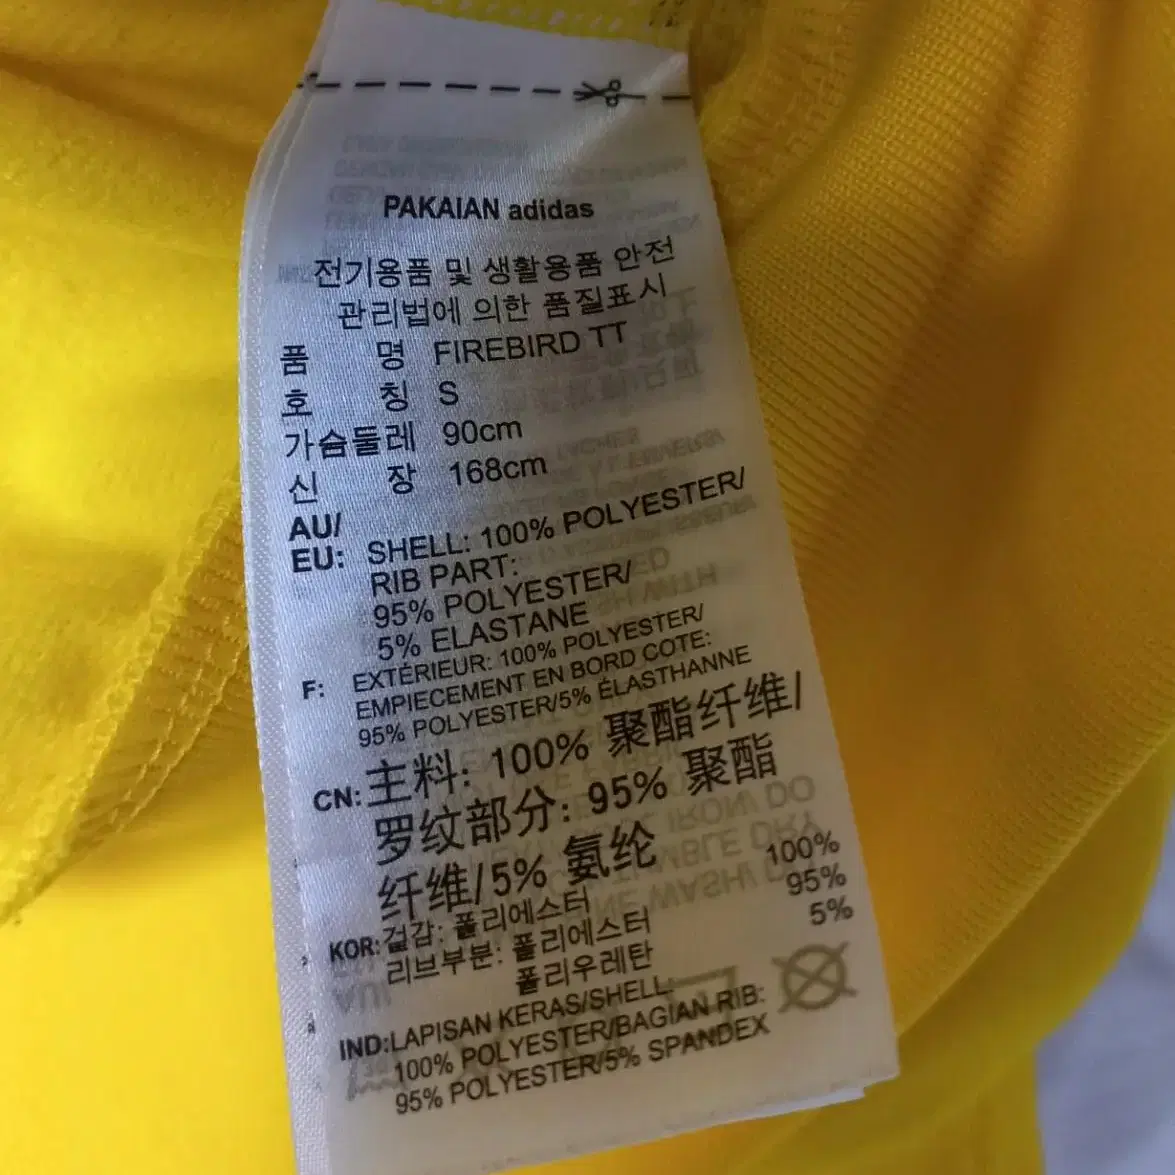 PAKAIAN adidas
전기용품 및 생활용품 안전
관리법에 의한 품질표시
품 명 FIREBIRD TT
호 칭 S
가슴둘레 90cm
신 장 168cm
AU/
EU: SHELL: 100% POLYESTER/
RIB PART:
95% POLYESTER/
5% ELASTANE
F: EXTÉRIEUR: 100% POLYESTER/
EMPIECEMENT EN BORD COTE:
95% POLYESTER/5% ÉLASTHANNE
CN: 主料: 100% 聚酯纤维/
罗纹部分: 95% 聚酯
纤维/5% 氨纶
KOR: 겉감: 폴리에스터 100%
리브부분: 폴리에스터 95%
폴리우레탄 5%
IND: LAPISAN KERAS/SHELL:
100% POLYESTER/BAGIAN RIB:
95% POLYESTER/5% SPANDEX